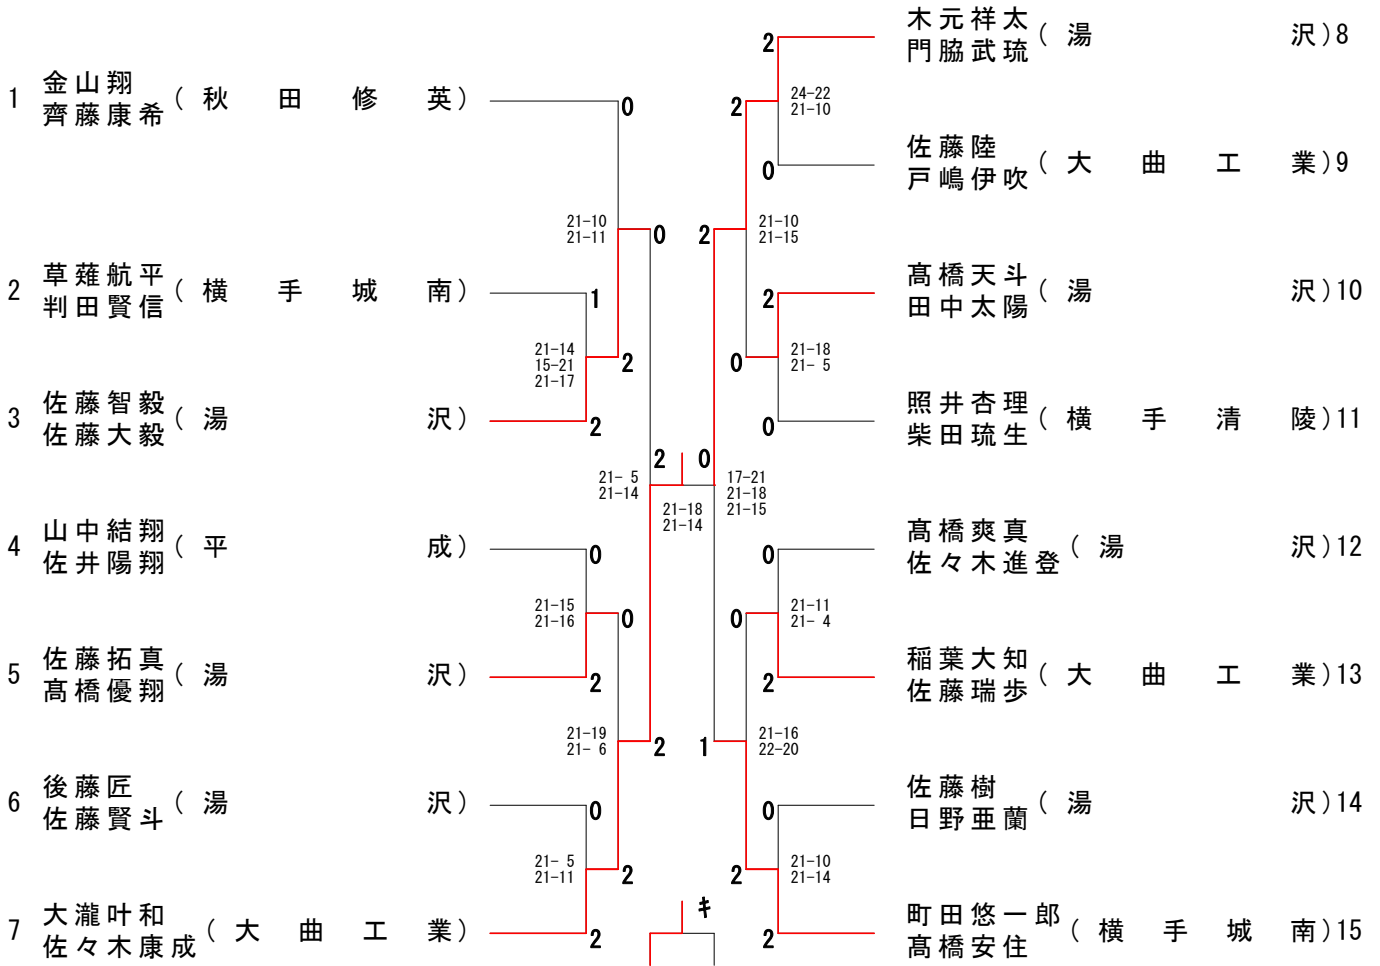 1 金山翔
齊藤康希 (秋田修英)
0
21-10
21-11
0
2 草薙航平
判田賢信 (横手城南)
1
21-14
15-21
21-17
2
3 佐藤智毅
佐藤大毅 (湯沢)
2
21- 5
21-14
2
4 山中結翔
佐井陽翔 (平成)
0
21-15
21-16
0
5 佐藤拓真
髙橋優翔 (湯沢)
2
21-19
21- 6
2
6 後藤匠
佐藤賢斗 (湯沢)
0
21- 5
21-11
2
7 大瀧叶和
佐々木康成 (大曲工業)
2
21-18
21-14
キ
木元祥太
門脇武琉 (湯沢) 8
2
24-22
21-10
2
佐藤陸
戸嶋伊吹 (大曲工業) 9
0
21-10
21-15
2
髙橋天斗
田中太陽 (湯沢) 10
2
21-18
21- 5
0
照井杏理
柴田琉生 (横手清陵) 11
0
0
17-21
21-18
21-15
髙橋爽真
佐々木進登 (湯沢) 12
0
21-11
21- 4
0
稲葉大知
佐藤瑞歩 (大曲工業) 13
2
21-16
22-20
1
佐藤樹
日野亜蘭 (湯沢) 14
0
21-10
21-14
2
町田悠一郎
髙橋安住 (横手城南) 15
2